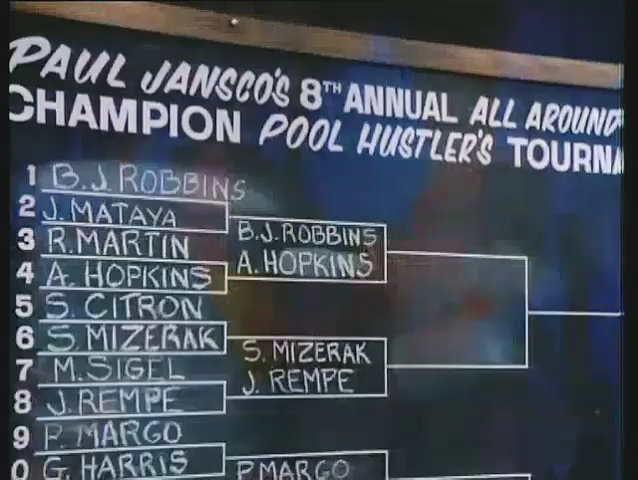 PAUL JANSCO'S 8TH ANNUAL ALL AROUND
CHAMPION POOL HUSTLER'S TOURNA
1 B.J. ROBBINS
2 J. MATAYA
3 R. MARTIN
4 A. HOPKINS
5 S. CITRON
6 S. MIZERAK
7 M. SIGEL
8 J. REMPE
9 P. MARGO
0 G. HARRIS
B.J. ROBBINS
A. HOPKINS
S. MIZERAK
J. REMPE
P. MARGO